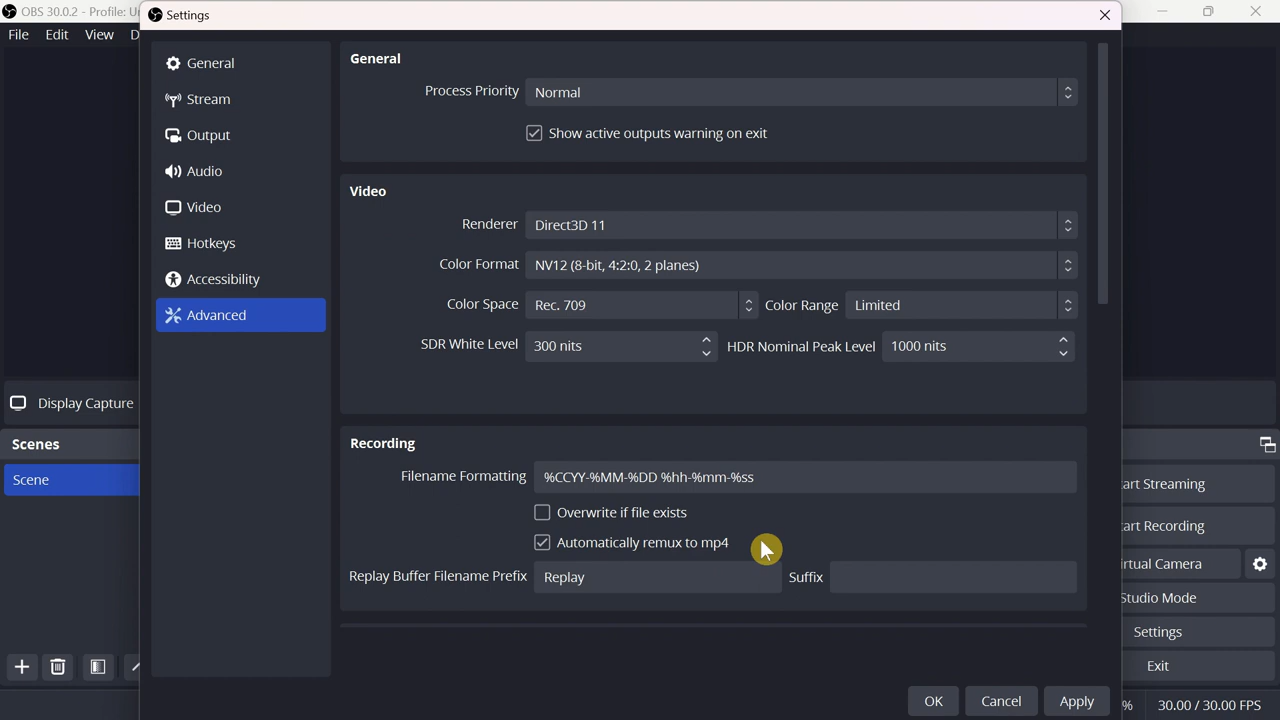 OBS 30.0.2 - Profile: U
Settings
File Edit View D
General
Stream
Output
Audio
Video
Hotkeys
Accessibility
Advanced
General
Process Priority Normal
Show active outputs warning on exit
Video
Renderer Direct3D 11
Color Format NV12 (8-bit, 4:2:0, 2 planes)
Color Space Rec. 709 Color Range Limited
SDR White Level 300 nits HDR Nominal Peak Level 1000 nits
Recording
Filename Formatting %CCYY-%MM-%DD %hh-%mm-%ss
Overwrite if file exists
Automatically remux to mp4
Replay Buffer Filename Prefix Replay Suffix
OK Cancel Apply
Display Capture
Scenes
Scene
art Streaming
art Recording
irtual Camera
Studio Mode
Settings
Exit
% 30.00 / 30.00 FPS